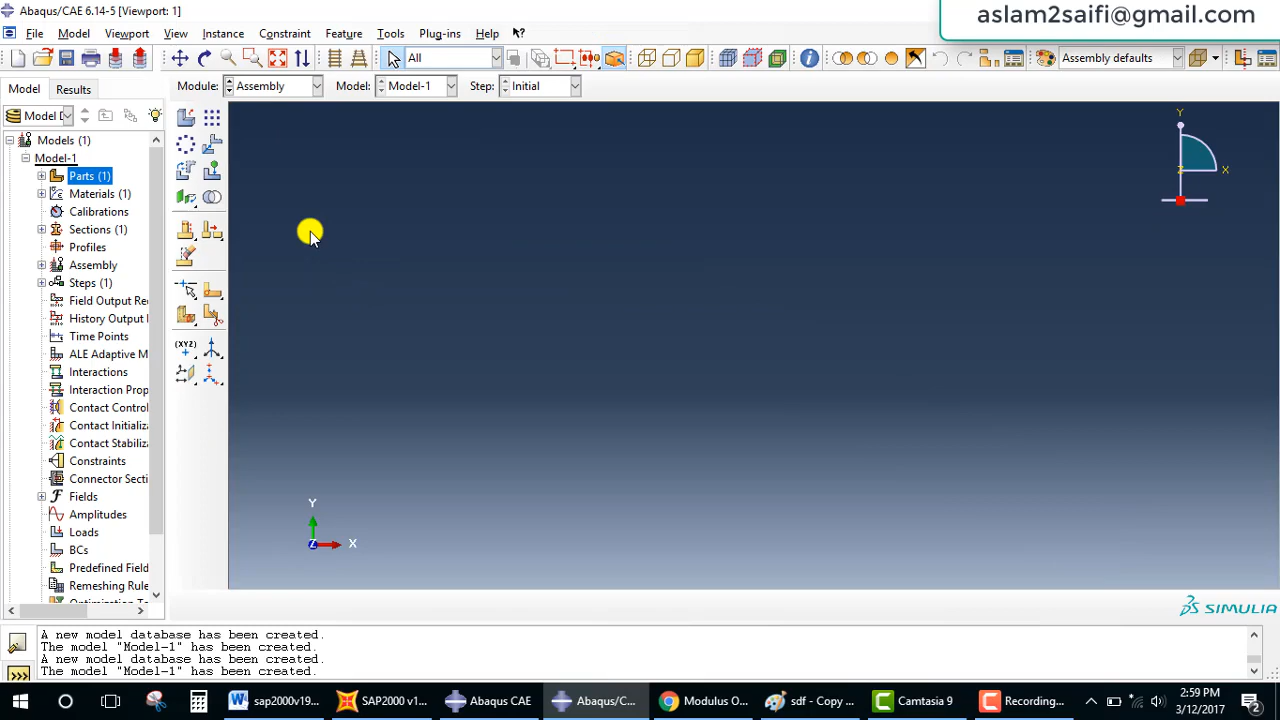 Abaqus/CAE 6.14-5 [Viewport: 1]
aslam2saifi@gmail.com
File Model Viewport View Instance Constraint Feature Tools Plug-ins Help
All
Assembly defaults
Model Results
Module: Assembly Model: Model-1 Step: Initial
Model D
Models (1)
Model-1
Parts (1)
Materials (1)
Calibrations
Sections (1)
Profiles
Assembly
Steps (1)
Field Output Re
History Output
Time Points
ALE Adaptive M
Interactions
Interaction Prop
Contact Control
Contact Initializa
Contact Stabiliza
Constraints
Connector Secti
Fields
Amplitudes
Loads
BCs
Predefined Field
Remeshing Rule
Y
X
Z
(XYZ)
Y
X
Z
SIMULIA
A new model database has been created.
The model "Model-1" has been created.
A new model database has been created.
The model "Model-1" has been created.
>>>
sap2000v19...
SAP2000 v1...
Abaqus CAE
Abaqus/C...
Modulus O...
sdf - Copy ...
Camtasia 9
Recording...
2:59 PM
3/12/2017
2